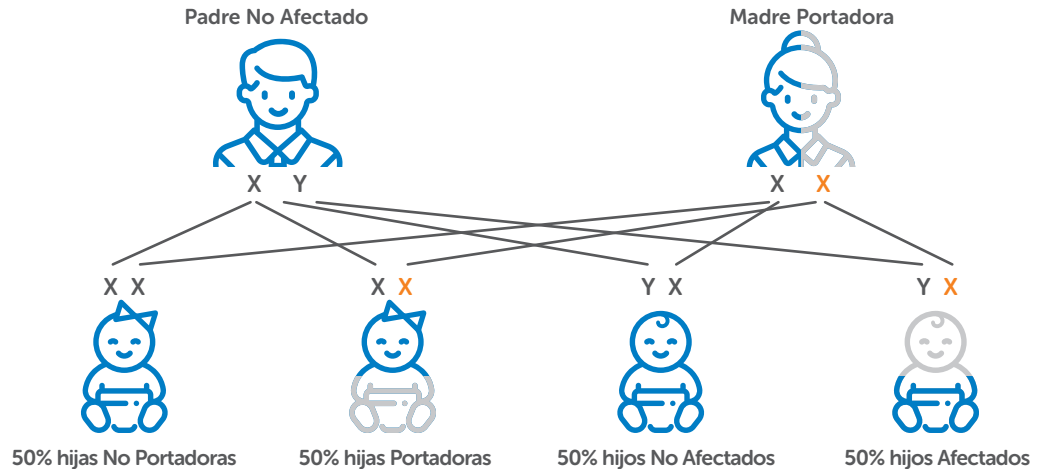 Padre No Afectado Madre Portadora
X Y X X
X X X X Y X Y X
50% hijas No Portadoras 50% hijas Portadoras 50% hijos No Afectados 50% hijos Afectados